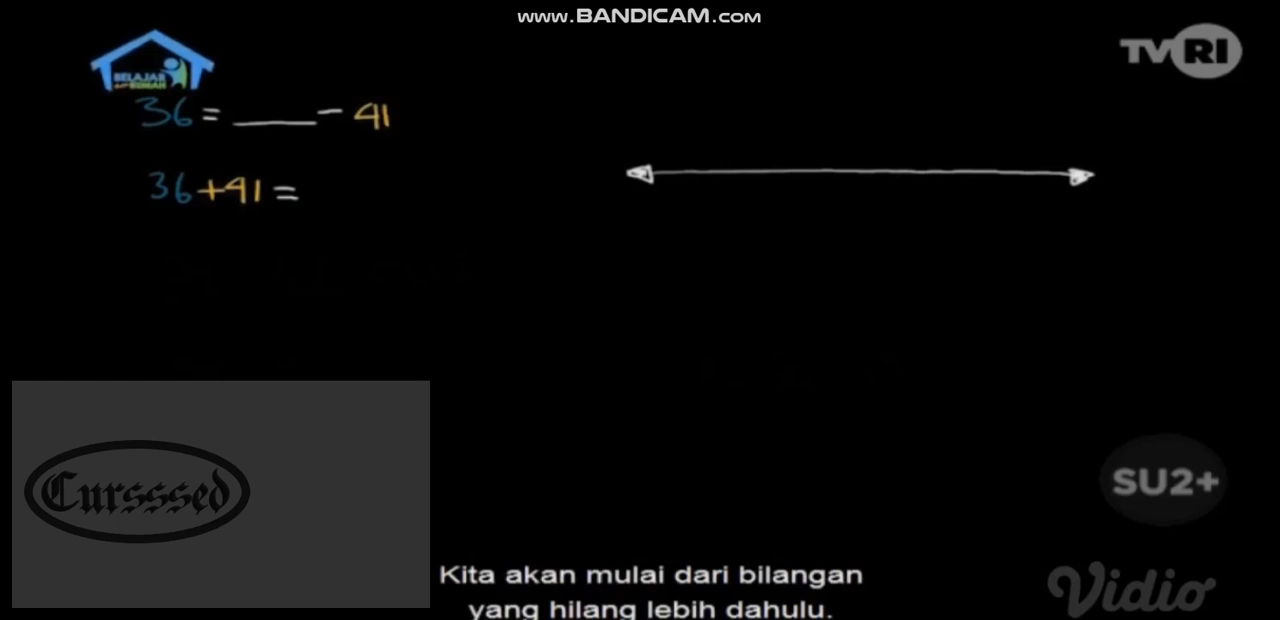 www.BANDICAM.com
TVRI
BELAJAR
RUMAH
36 = ____ - 41
36 + 41 =
Curssssed
SU2+
Kita akan mulai dari bilangan
yang hilang lebih dahulu.
Vidio